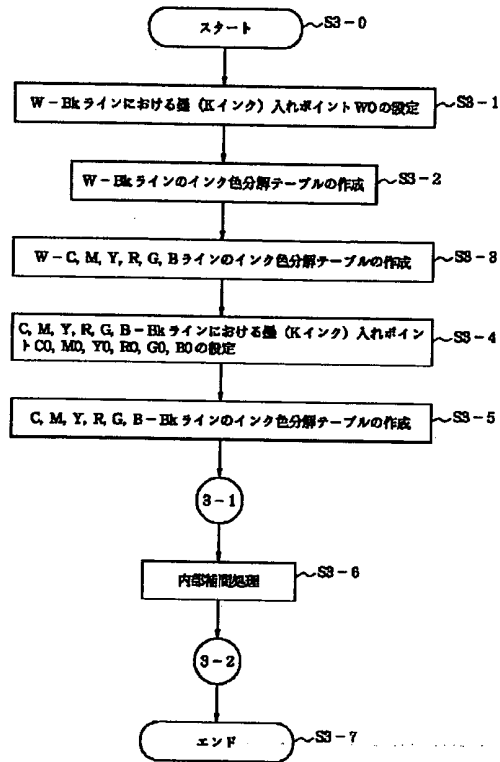 スタート
S3-0
W-Bkラインにおける墨(Kインク)入れポイントW0の設定
S3-1
W-Bkラインのインク色分解テーブルの作成
S3-2
W-C, M, Y, R, G, Bラインのインク色分解テーブルの作成
S3-3
C, M, Y, R, G, B-Bkラインにおける墨(Kインク)入れポイン
トC0, M0, Y0, R0, G0, B0の設定
S3-4
C, M, Y, R, G, B-Bkラインのインク色分解テーブルの作成
S3-5
3-1
内部補間処理
S3-6
3-2
エンド
S3-7